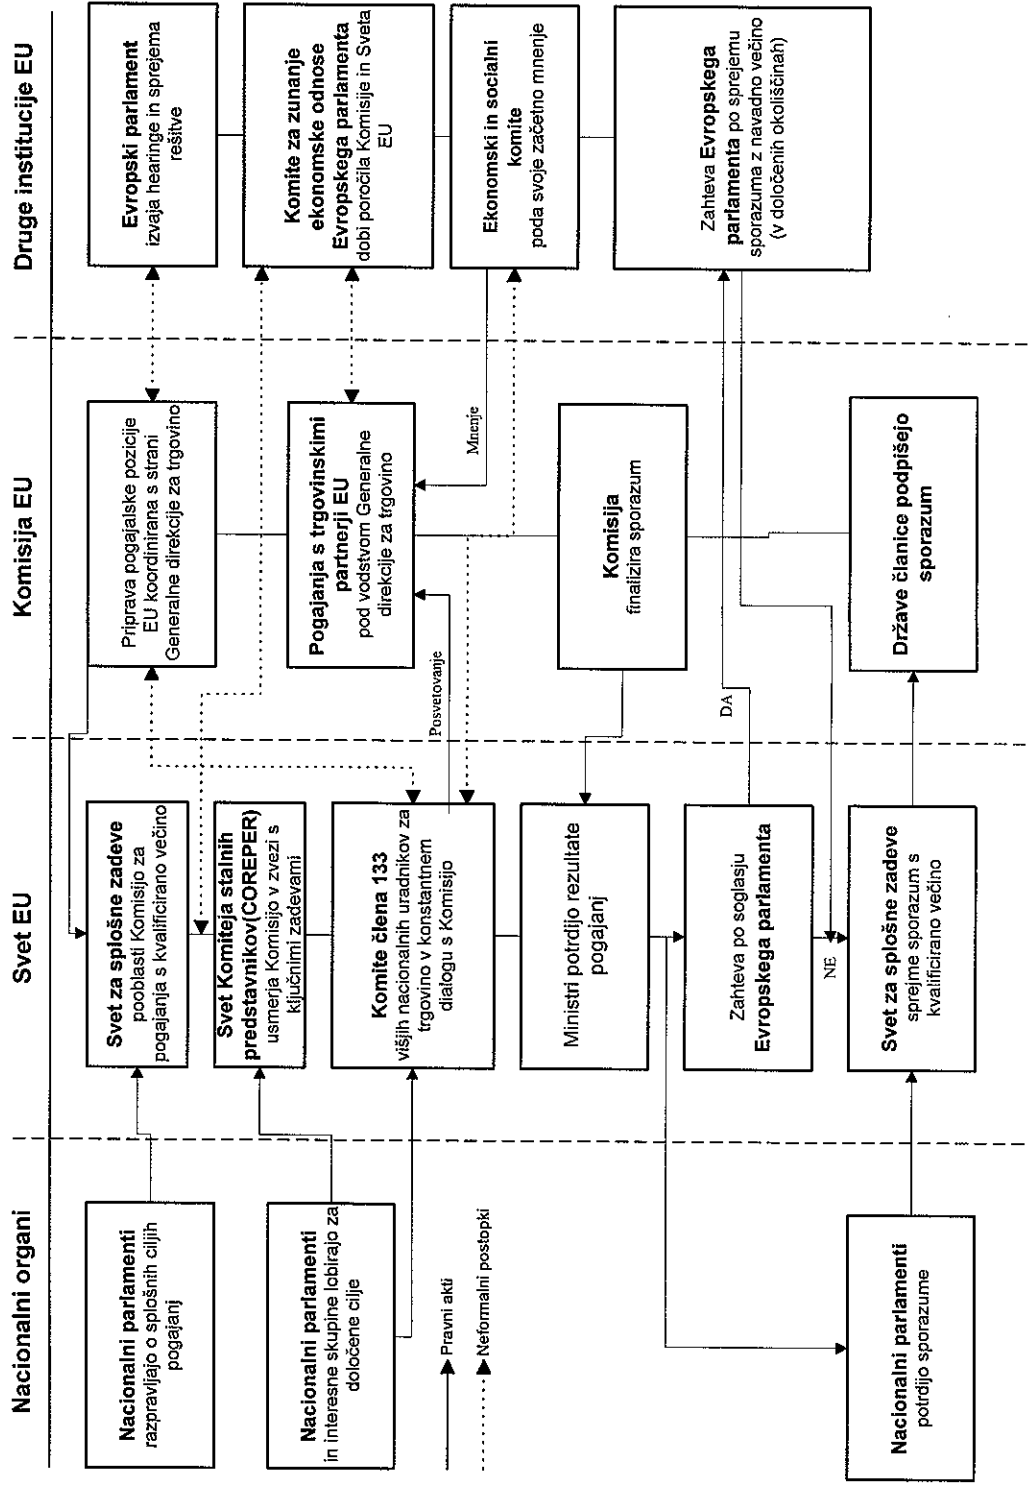 Nacionalni organi
Svet EU
Komisija EU
Druge institucije EU
Nacionalni parlamenti
razpravljajo o splošnih ciljih
pogajanj
Nacionalni parlamenti
in interesne skupine lobirajo za
določene cilje
Pravni akti
Neformalni postopki
Nacionalni parlamenti
potrdijo sporazume
Svet za splošne zadeve
pooblasti Komisijo za
pogajanja s kvalificirano večino
Svet Komiteja stalnih
predstavnikov(COREPER)
usmerja Komisijo v zvezi s
ključnimi zadevami
Komite člena 133
višjih nacionalnih uradnikov za
trgovino v konstantnem
dialogu s Komisijo
Ministri potrdijo rezultate
pogajanj
Zahteva po soglasju
Evropskega parlamenta
NE
Svet za splošne zadeve
sprejme sporazum s
kvalificirano večino
Priprava pogajalske pozicije
EU koordinirana s strani
Generalne direkcije za trgovino
Pogajanja s trgovinskimi
partnerji EU
pod vodstvom Generalne
direkcije za trgovino
Posvetovanje
Mnenje
Komisija
finalizira sporazum
DA
Države članice podpišejo
sporazum
Evropski parlament
izvaja hearinge in sprejema
rešitve
Komite za zunanje
ekonomske odnose
Evropskega parlamenta
dobi poročila Komisije in Sveta
EU
Ekonomski in socialni
komite
poda svoje začetno mnenje
Zahteva Evropskega
parlamenta po sprejemu
sporazuma z navadno večino
(v določenih okoliščinah)